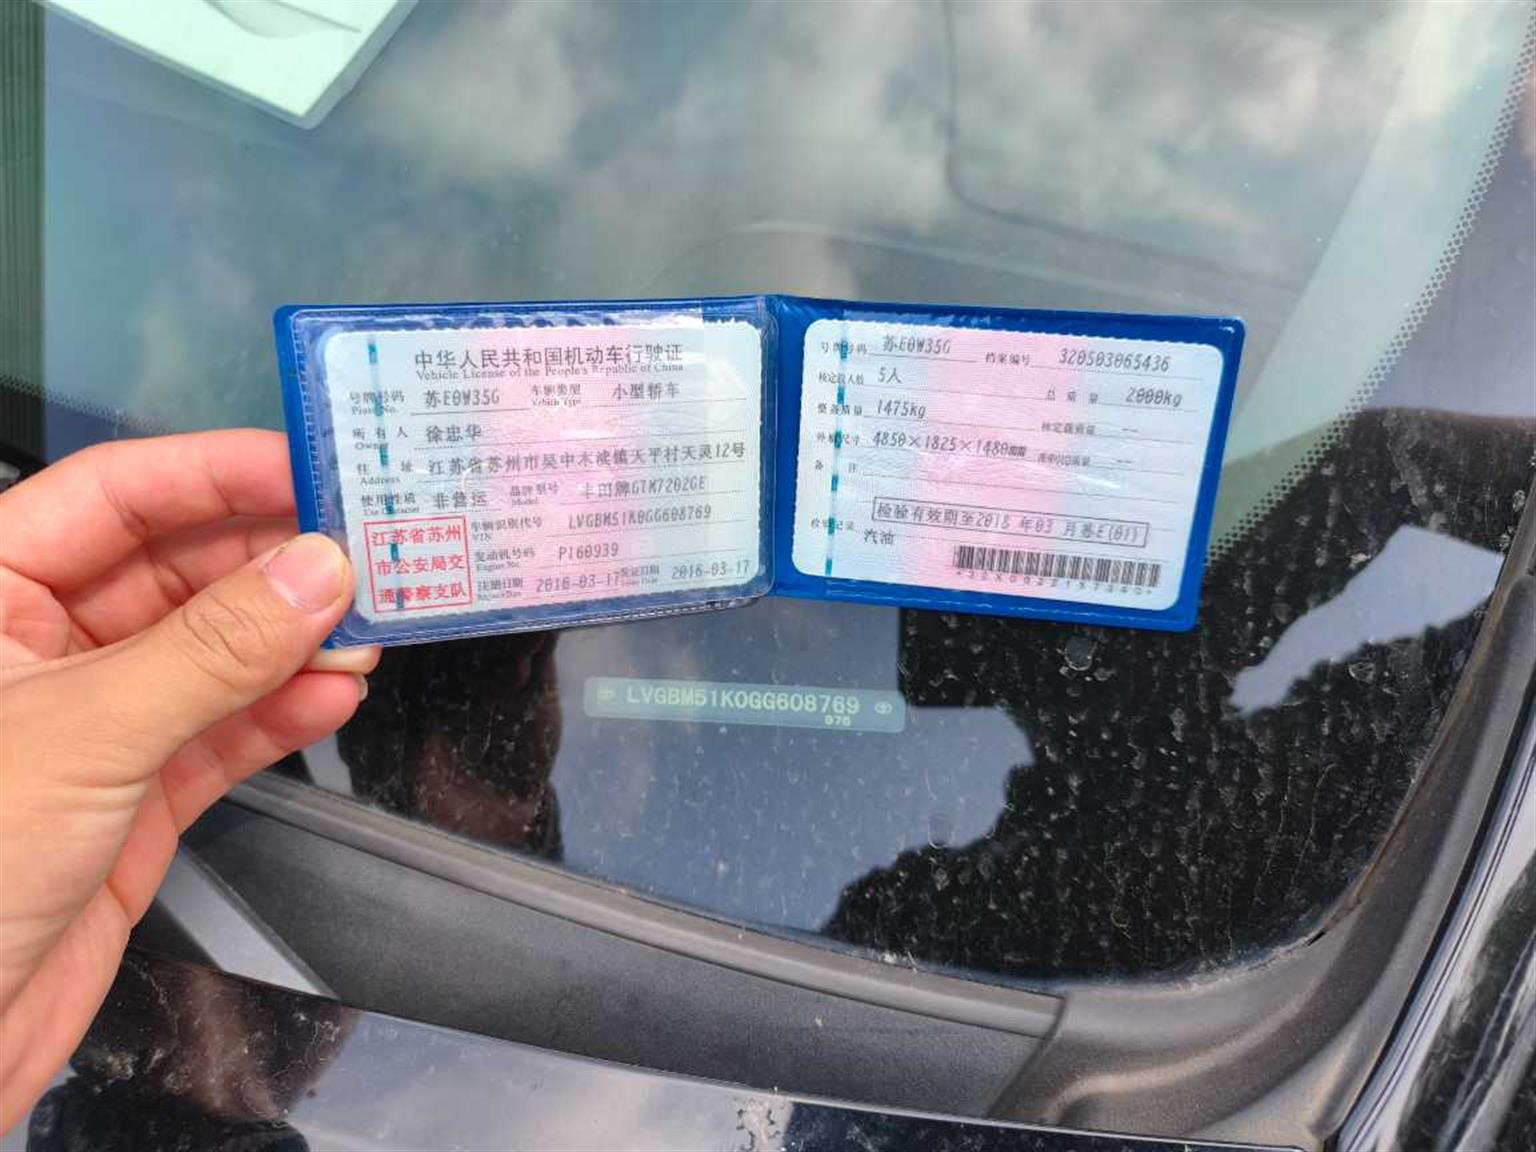 中华人民共和国机动车行驶证
Vehicle License of the People's Republic of China
号牌号码 苏E0W35G 车辆类型 小型轿车
Plate No. Vehicle Type
所有人 徐忠华
Owner
住址 江苏省苏州市吴中木渎镇天平村天灵12号
Address
使用性质 非营运 品牌型号 丰田牌GTM7202GE
Use Character Model
江苏省苏州
市公安局交
通警察支队
车辆识别代号 LVGBM51K0GG608769
VIN
发动机号码 P160939
Engine No.
注册日期 2016-03-17 发证日期 2016-03-17
Register Date Issue Date
号牌号码 苏E0W35G 档案编号 320503065436
核定载人数 5人 总质量 2000kg
整备质量 1475kg 核定载质量 --
外廓尺寸 4850×1825×1480mm 准牵引总质量 --
备注
检验有效期至2018年03月苏E(01)
检验记录 汽油
LVGBM51K0GG608769
976